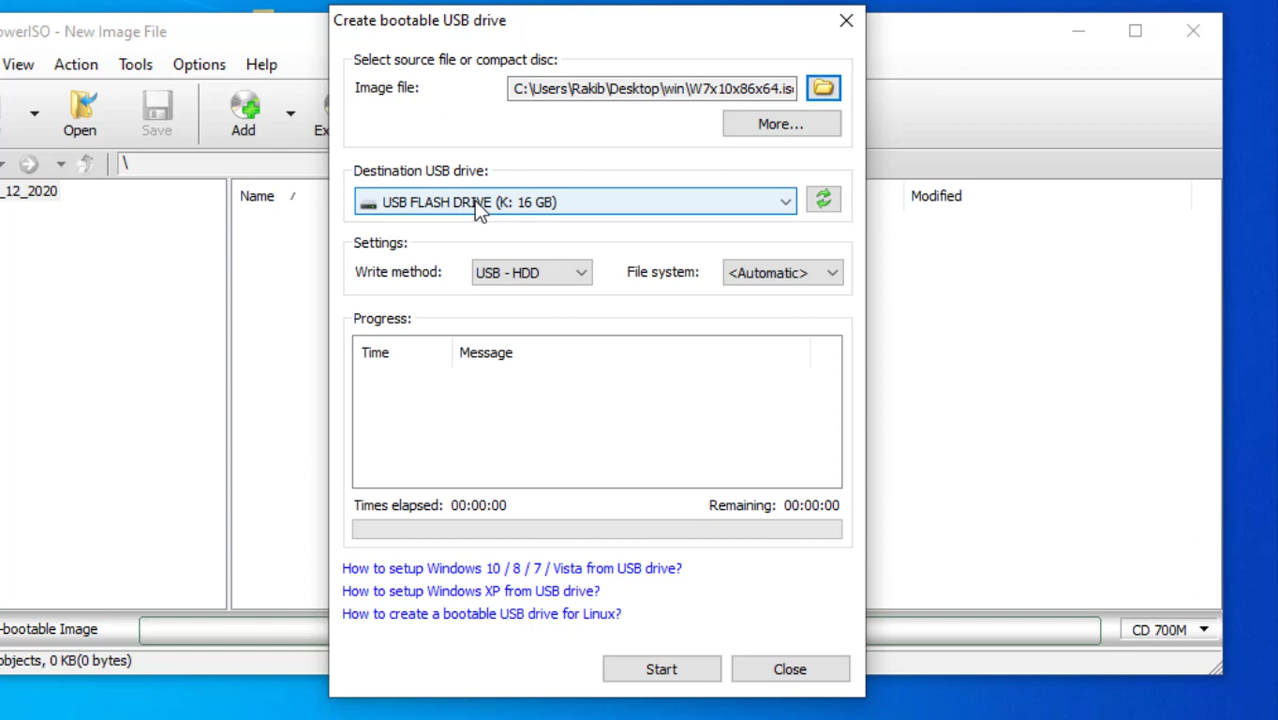 Create bootable USB drive
owerISO - New Image File
View Action Tools Options Help
Open Save Add Ex
\
_12_2020
Name / Modified
Select source file or compact disc:
Image file: C:\Users\Rakib\Desktop\win\W7x10x86x64.is
More...
Destination USB drive:
USB FLASH DRIVE (K: 16 GB)
Settings:
Write method: USB - HDD File system: <Automatic>
Progress:
Time Message
Times elapsed: 00:00:00 Remaining: 00:00:00
How to setup Windows 10 / 8 / 7 / Vista from USB drive?
How to setup Windows XP from USB drive?
How to create a bootable USB drive for Linux?
Start Close
-bootable Image CD 700M
objects, 0 KB(0 bytes)